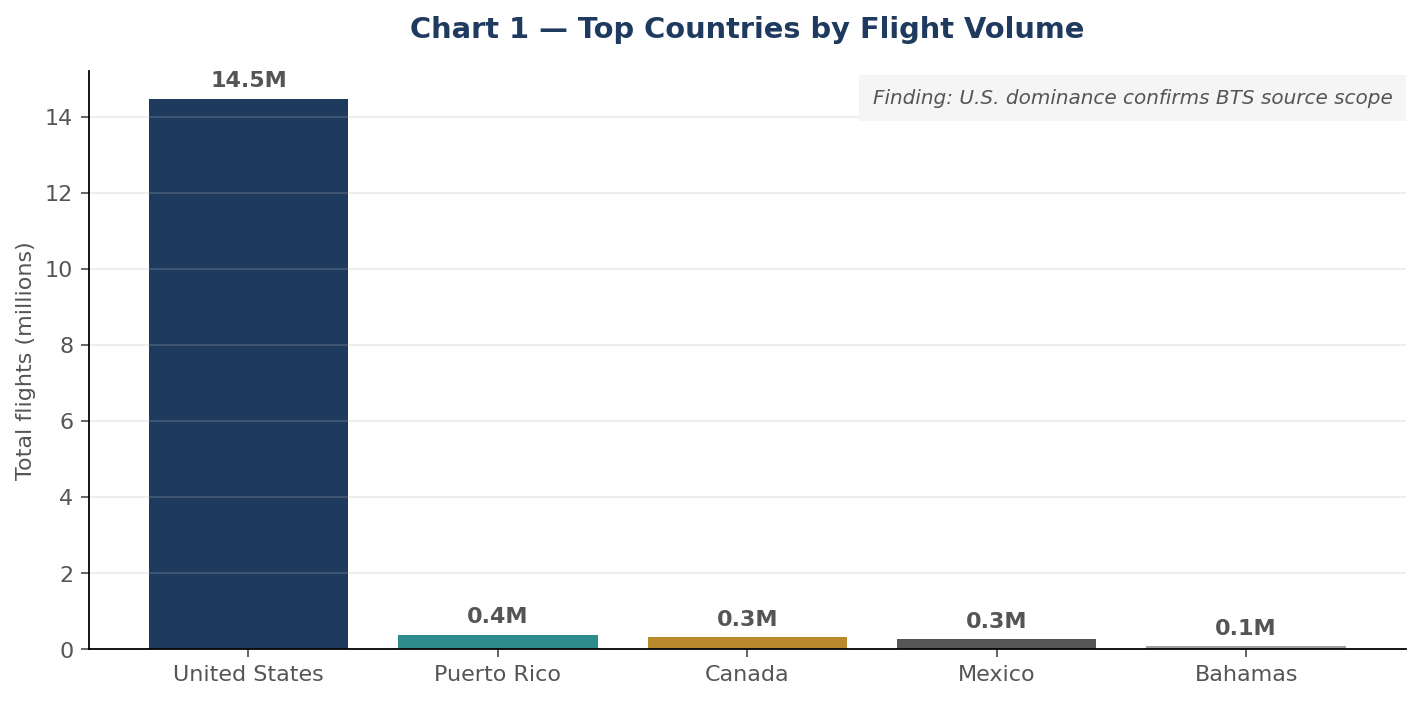 Chart 1 — Top Countries by Flight Volume
Finding: U.S. dominance confirms BTS source scope
Total flights (millions)
14
12
10
8
6
4
2
0
14.5M
0.4M
0.3M
0.3M
0.1M
United States
Puerto Rico
Canada
Mexico
Bahamas